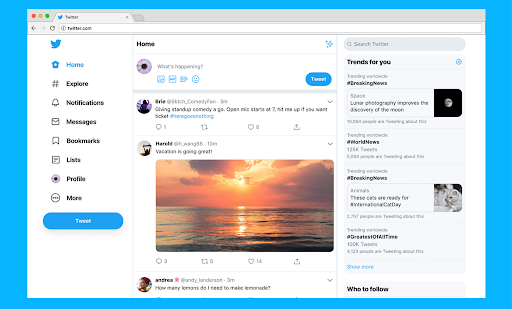 Twitter
twitter.com
Home
Explore
Notifications
Messages
Bookmarks
Lists
Profile
More
Tweet
Home
What's happening?
Tweet
Brie @Sktch_ComedyFan · 3m
Giving standup comedy a go. Open mic starts at 7, hit me up if you want
ticket #heregoesnothing
1
8
Harold @h_wang88 · 10m
Vacation is going great!
3
5
14
andrea @andy_landerson · 3m
How many lemons do I need to make lemonade?
Search Twitter
Trends for you
Trending worldwide
#BreakingNews
Space
Lunar photography improves the
discovery of the moon
10,094 people are Tweeting about this
Trending worldwide
#WorldNews
125K Tweets
5,094 people are Tweeting about this
Trending worldwide
#BreakingNews
Animals
These cats are ready for
#InternationalCatDay
2,757 people are Tweeting about this
Trending worldwide
#GreatestOfAllTime
100K Tweets
4,123 people are Tweeting about this
Show more
Who to follow